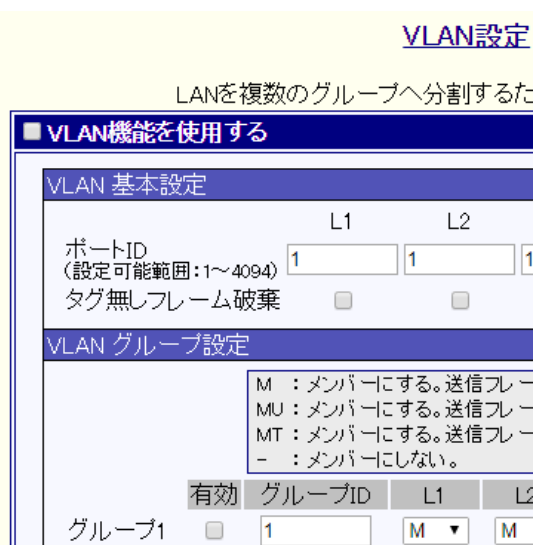 VLAN設定
LANを複数のグループへ分割するた
VLAN機能を使用する
VLAN 基本設定
L1 L2
ポートID
(設定可能範囲:1～4094) 1 1 1
タグ無しフレーム破棄
VLAN グループ設定
M :メンバーにする。送信フレー
MU:メンバーにする。送信フレー
MT:メンバーにする。送信フレー
- :メンバーにしない。
有効 グループID L1 L2
グループ1 1 M M